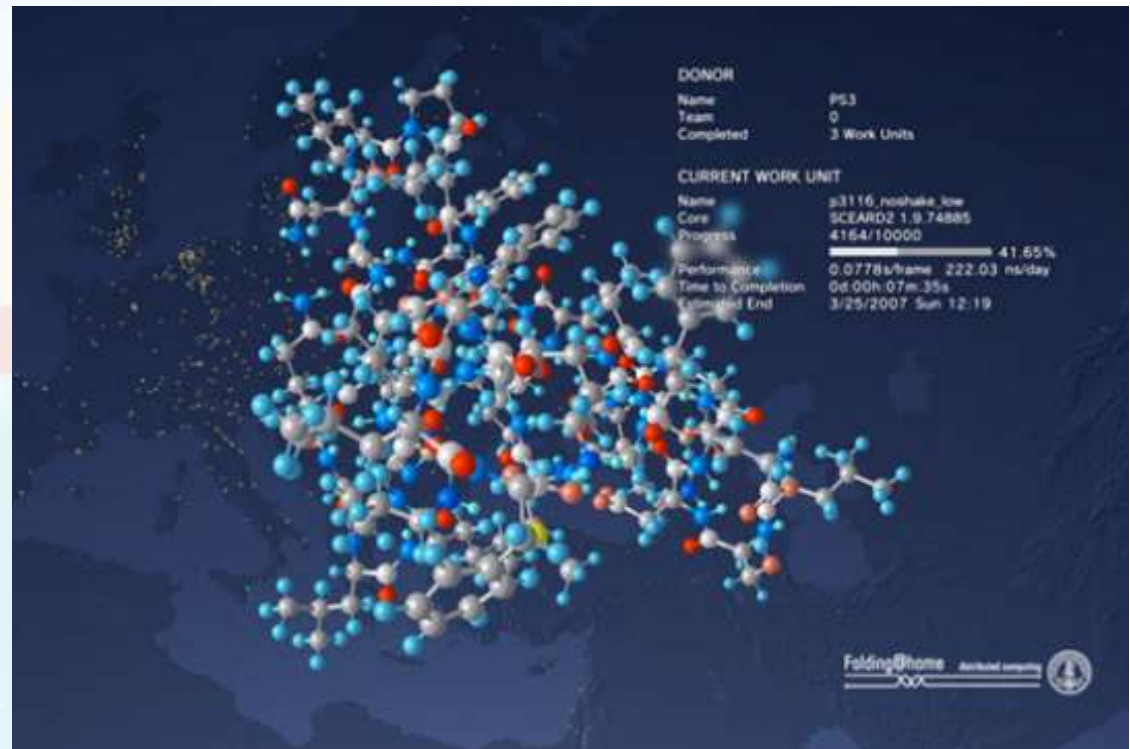 DONOR
Name PS3
Team 0
Completed 3 Work Units
CURRENT WORK UNIT
Name p3116_noshake_low
Core SCEARD2 1.9.74885
Progress 4164/10000
41.65%
Performance 0.0778s/frame 222.03 ns/day
Time to Completion 0d:00h:07m:35s
Estimated End 3/25/2007 Sun 12:19
Folding@home distributed computing